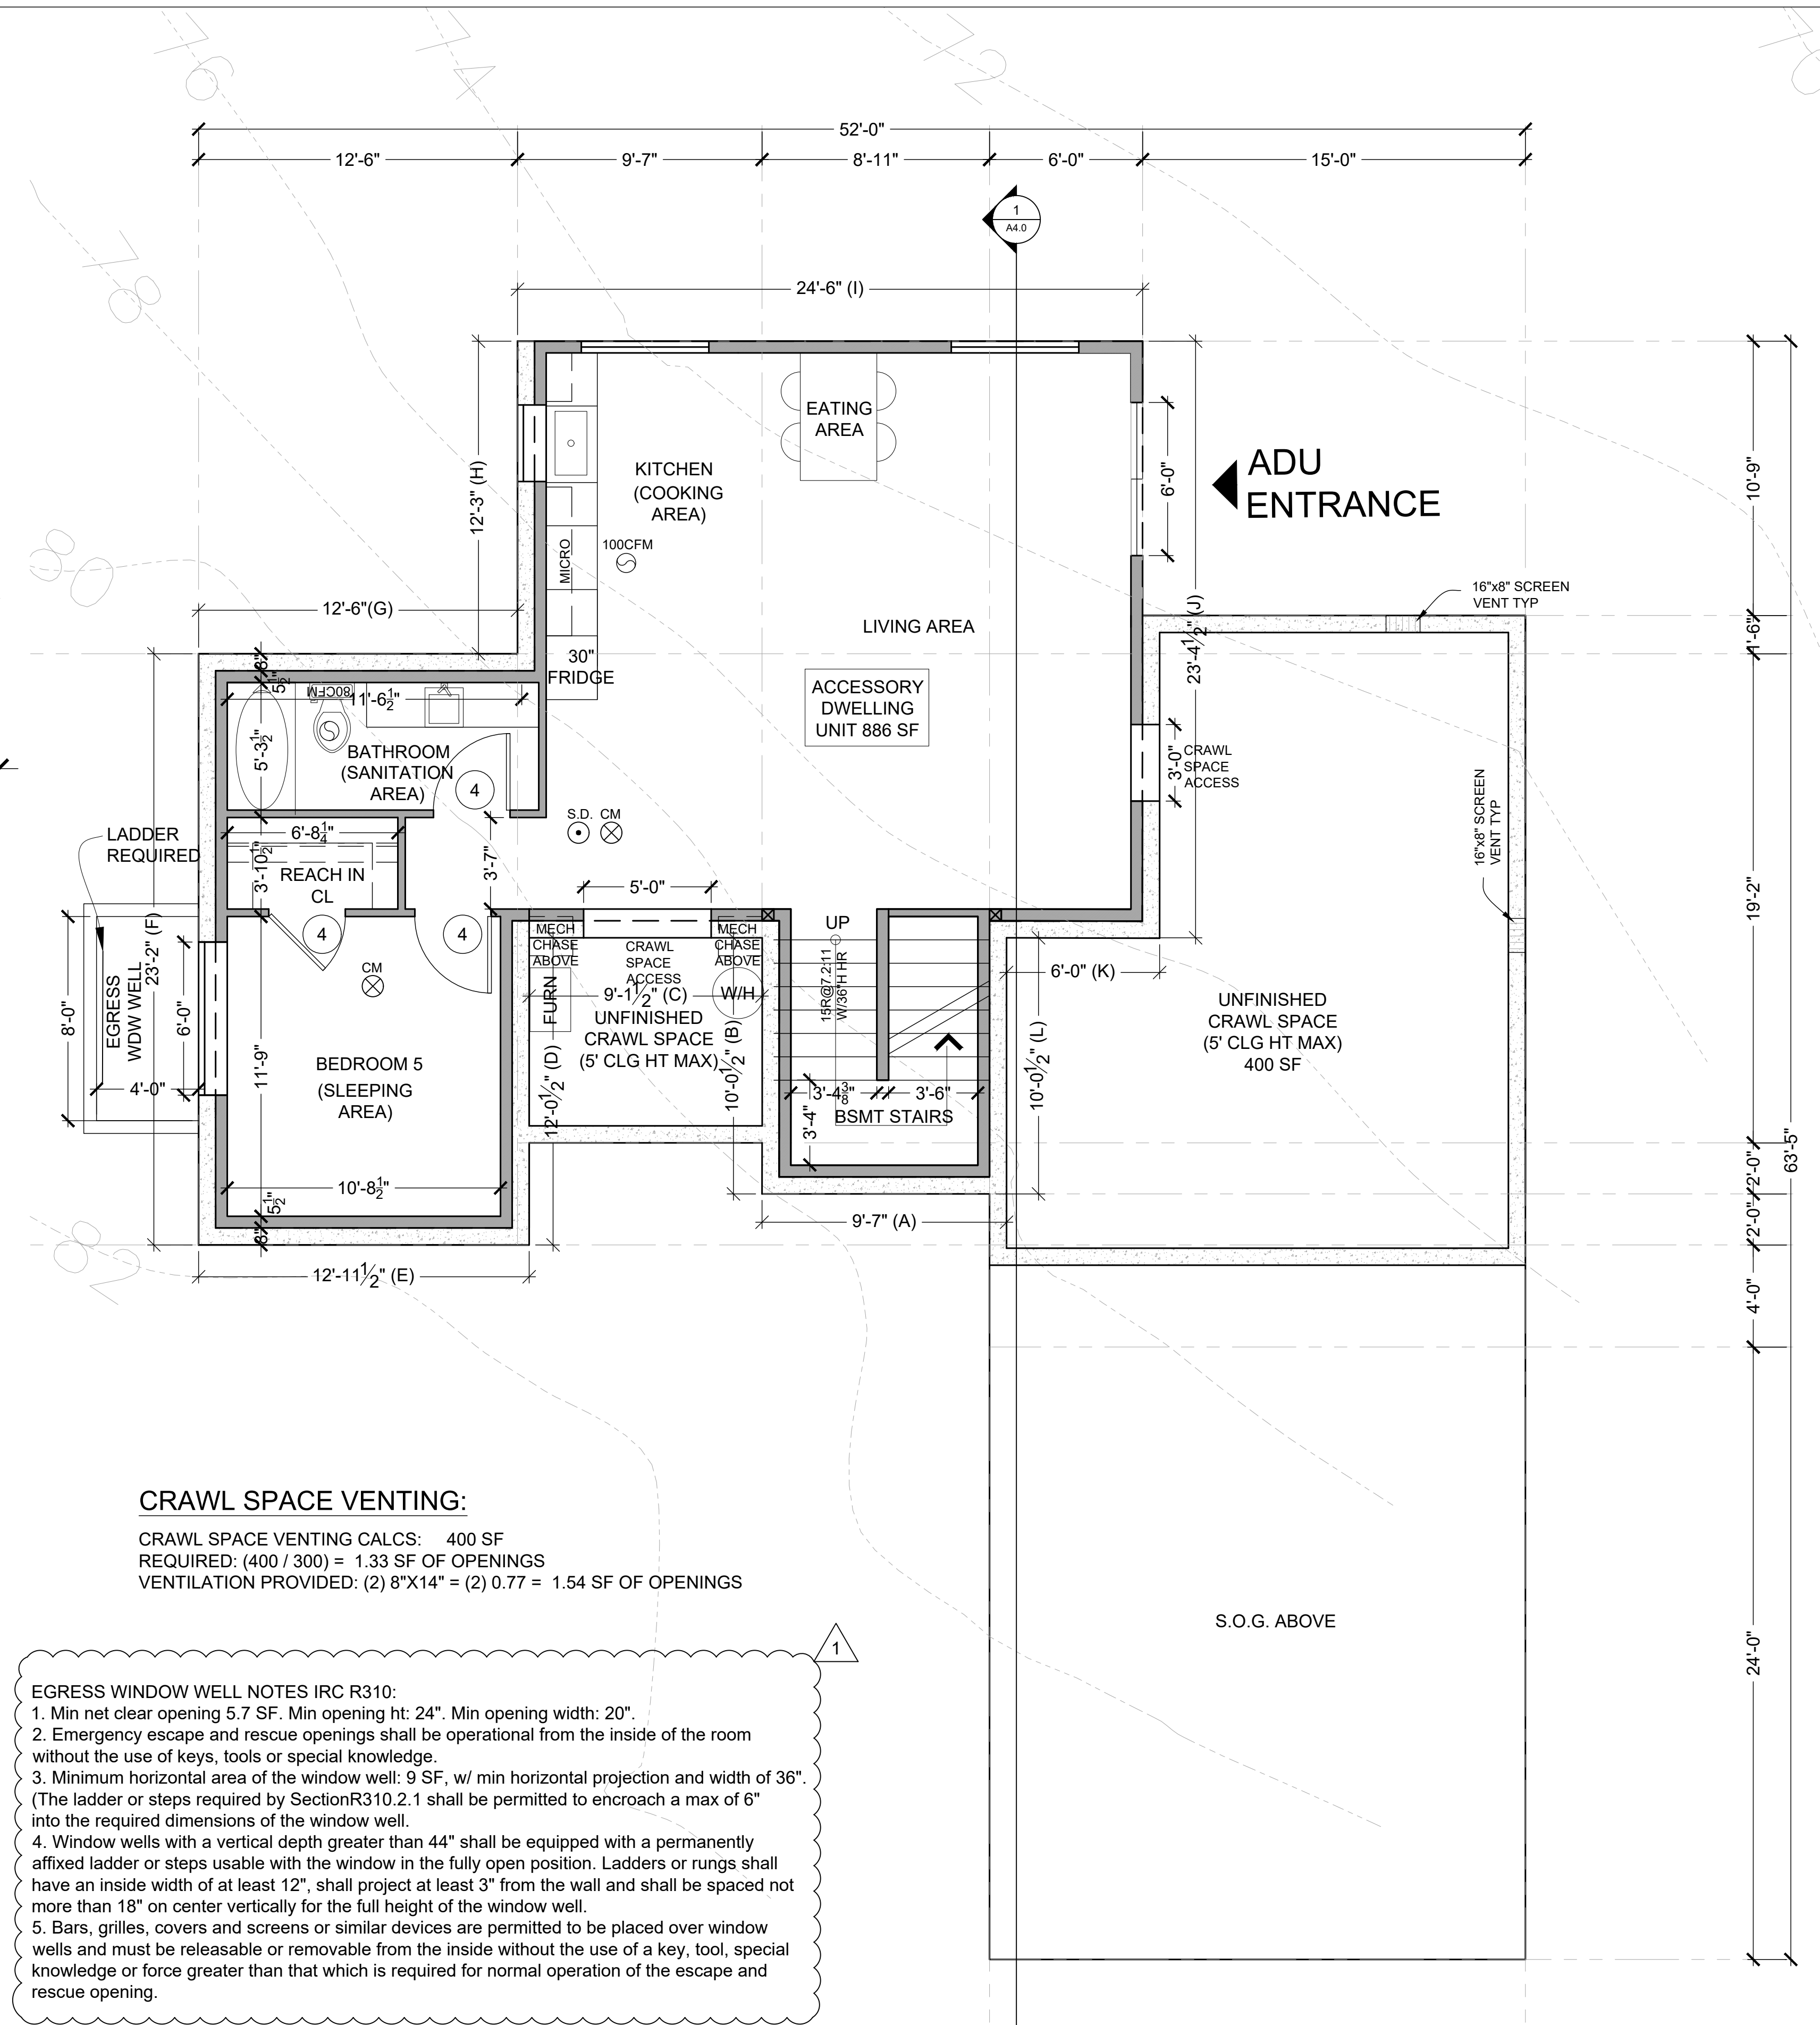 76
74
72
70
78
80
82
52'-0"
12'-6"
9'-7"
8'-11"
6'-0"
15'-0"
1
A4.0
24'-6" (I)
EATING
AREA
KITCHEN
(COOKING
AREA)
12'-3" (H)
MICRO
100CFM
6'-0"
ADU
ENTRANCE
10'-9"
12'-6"(G)
LIVING AREA
23'-4 1/2" (J)
16"x8" SCREEN
VENT TYP
1'-6"
30"
FRIDGE
8"
5 1/2"
80CFM
11'-6 1/2"
ACCESSORY
DWELLING
UNIT 886 SF
5'-3 1/2"
BATHROOM
(SANITATION
AREA)
4
3'-0"
CRAWL
SPACE
ACCESS
16"x8" SCREEN
VENT TYP
S.D.
CM
LADDER
REQUIRED
6'-8 1/4"
3'-10 1/2"
REACH IN
CL
3'-7"
5'-0"
19'-2"
23'-2" (F)
8'-0"
EGRESS
WDW WELL
6'-0"
4'-0"
4
4
CM
MECH
CHASE
ABOVE
CRAWL
SPACE
ACCESS
MECH
CHASE
ABOVE
UP
FURN
9'-1 1/2" (C)
W/H
UNFINISHED
CRAWL SPACE
(5' CLG HT MAX)
15R@7.2:11
W/36"H HR
6'-0" (K)
UNFINISHED
CRAWL SPACE
(5' CLG HT MAX)
400 SF
11'-9"
BEDROOM 5
(SLEEPING
AREA)
12'-0 1/2" (D)
10'-0 1/2" (B)
3'-4 3/8"
3'-6"
3'-4"
BSMT STAIRS
10'-0 1/2" (L)
63'-5"
2'-0"
2'-0"
10'-8 1/2"
5 1/2"
8"
9'-7" (A)
12'-11 1/2" (E)
4'-0"
CRAWL SPACE VENTING:
CRAWL SPACE VENTING CALCS: 400 SF
REQUIRED: (400 / 300) = 1.33 SF OF OPENINGS
VENTILATION PROVIDED: (2) 8"X14" = (2) 0.77 = 1.54 SF OF OPENINGS
S.O.G. ABOVE
24'-0"
1
EGRESS WINDOW WELL NOTES IRC R310:
1. Min net clear opening 5.7 SF. Min opening ht: 24". Min opening width: 20".
2. Emergency escape and rescue openings shall be operational from the inside of the room
without the use of keys, tools or special knowledge.
3. Minimum horizontal area of the window well: 9 SF, w/ min horizontal projection and width of 36".
(The ladder or steps required by SectionR310.2.1 shall be permitted to encroach a max of 6"
into the required dimensions of the window well.
4. Window wells with a vertical depth greater than 44" shall be equipped with a permanently
affixed ladder or steps usable with the window in the fully open position. Ladders or rungs shall
have an inside width of at least 12", shall project at least 3" from the wall and shall be spaced not
more than 18" on center vertically for the full height of the window well.
5. Bars, grilles, covers and screens or similar devices are permitted to be placed over window
wells and must be releasable or removable from the inside without the use of a key, tool, special
knowledge or force greater than that which is required for normal operation of the escape and
rescue opening.